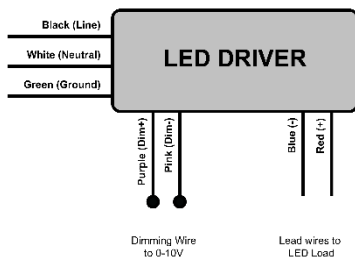 Black (Line)
White (Neutral)
Green (Ground)
LED DRIVER
Purple (Dim+)
Pink (Dim-)
Blue (-)
Red (+)
Dimming Wire
to 0-10V
Lead wires to
LED Load